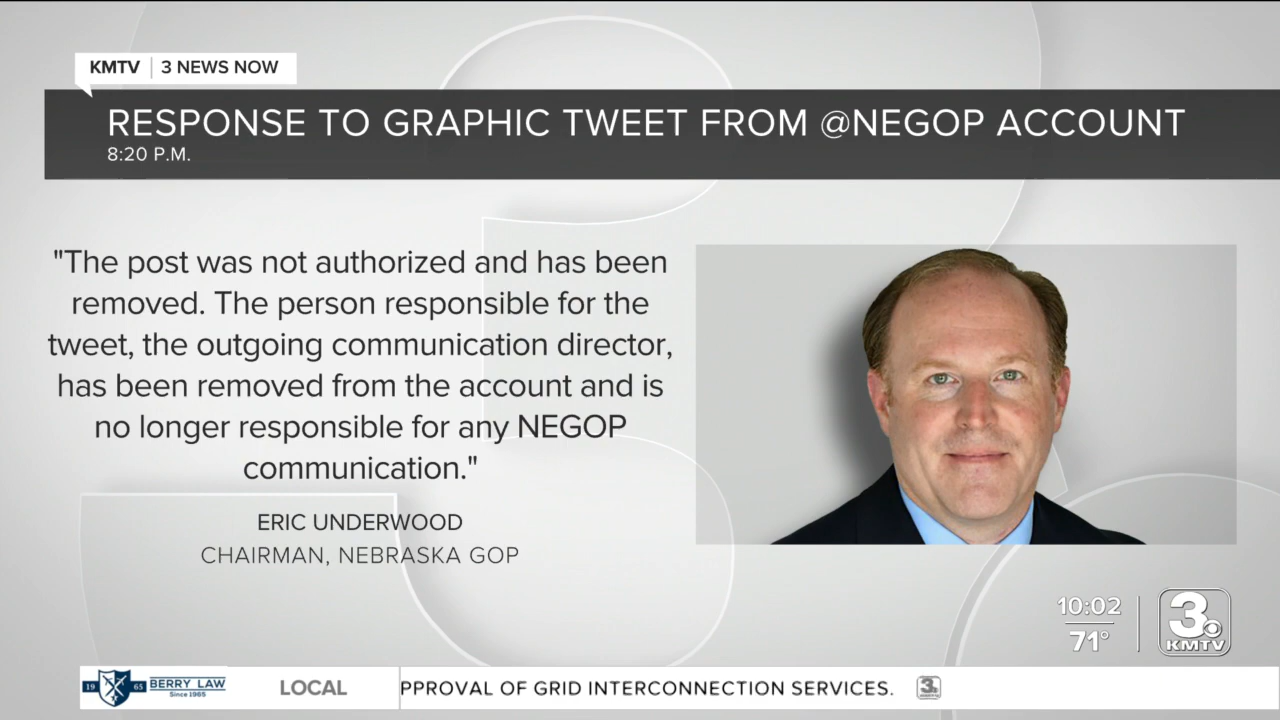 KMTV | 3 NEWS NOW
RESPONSE TO GRAPHIC TWEET FROM @NEGOP ACCOUNT
8:20 P.M.
"The post was not authorized and has been
removed. The person responsible for the
tweet, the outgoing communication director,
has been removed from the account and is
no longer responsible for any NEGOP
communication."
ERIC UNDERWOOD
CHAIRMAN, NEBRASKA GOP
10:02
71°
3
KMTV
19 65 BERRY LAW
Since 1965
LOCAL
PPROVAL OF GRID INTERCONNECTION SERVICES.
3